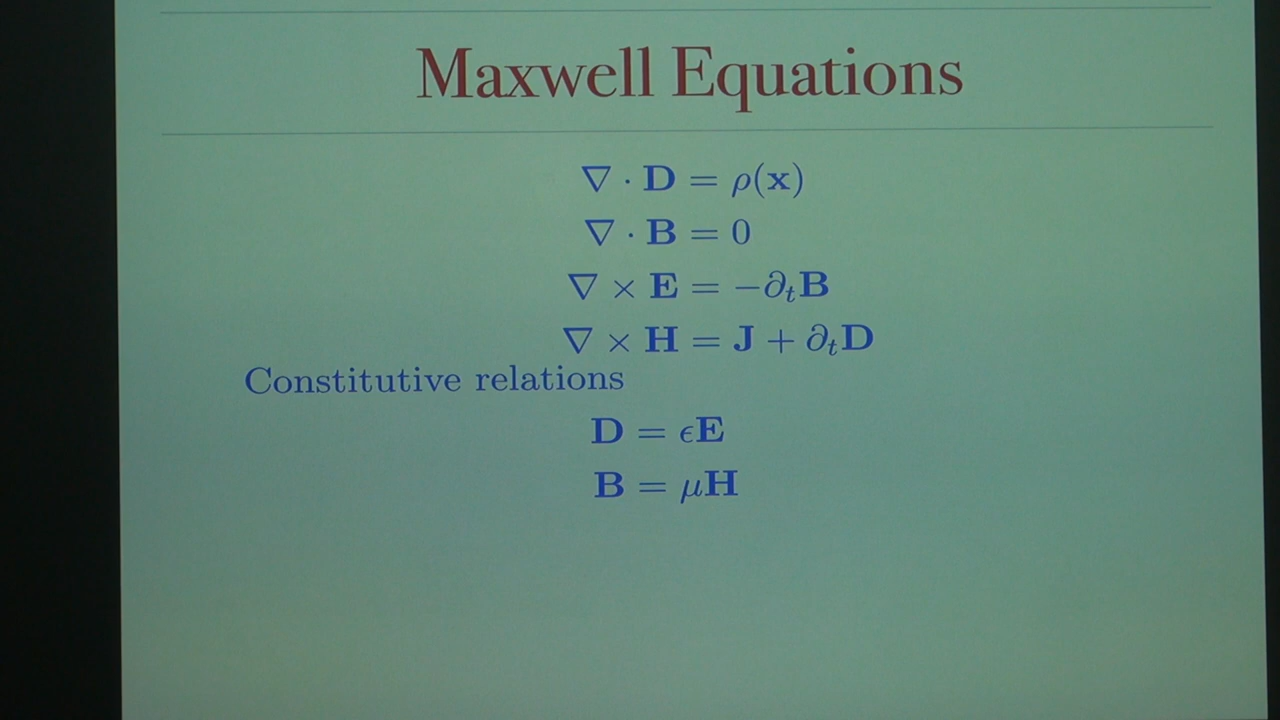 Maxwell Equations
∇ · D = ρ(x)
∇ · B = 0
∇ × E = −∂ₜB
∇ × H = J + ∂ₜD
Constitutive relations
D = ϵE
B = μH